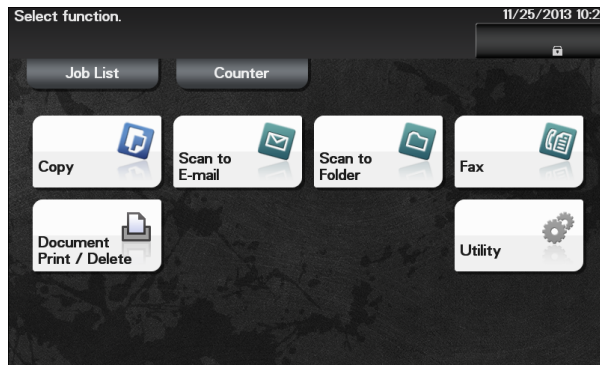 Select function.
11/25/2013 10:2
Job List
Counter
Copy
Scan to
E-mail
Scan to
Folder
Fax
Document
Print / Delete
Utility